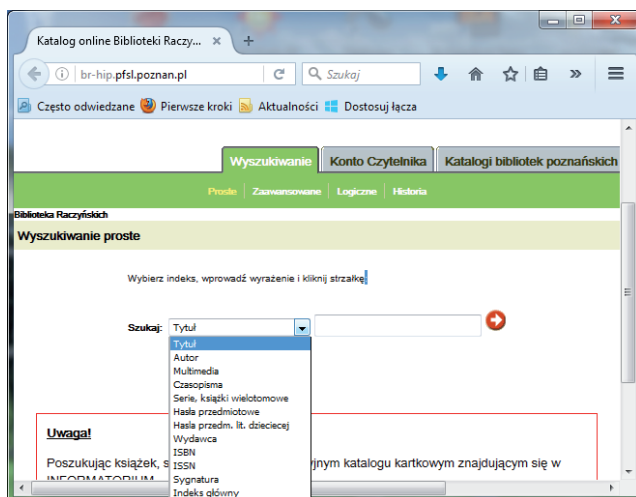 Katalog online Biblioteki Raczy... × +
br-hip.pfsl.poznan.pl Szukaj
Często odwiedzane Pierwsze kroki Aktualności Dostosuj łącza
Wyszukiwanie Konto Czytelnika Katalogi bibliotek poznańskich
Proste Zaawansowane Logiczne Historia
Biblioteka Raczyńskich
Wyszukiwanie proste
Wybierz indeks, wprowadź wyrażenie i kliknij strzałkę
Szukaj: Tytuł
Tytuł
Autor
Multimedia
Czasopisma
Serie, książki wielotomowe
Hasła przedmiotowe
Hasła przedm. lit. dziecięcej
Wydawca
ISBN
ISSN
Sygnatura
Indeks główny
Uwaga!
Poszukując książek, s jnym katalogu kartkowym znajdującym się w
INFORMATORIUM